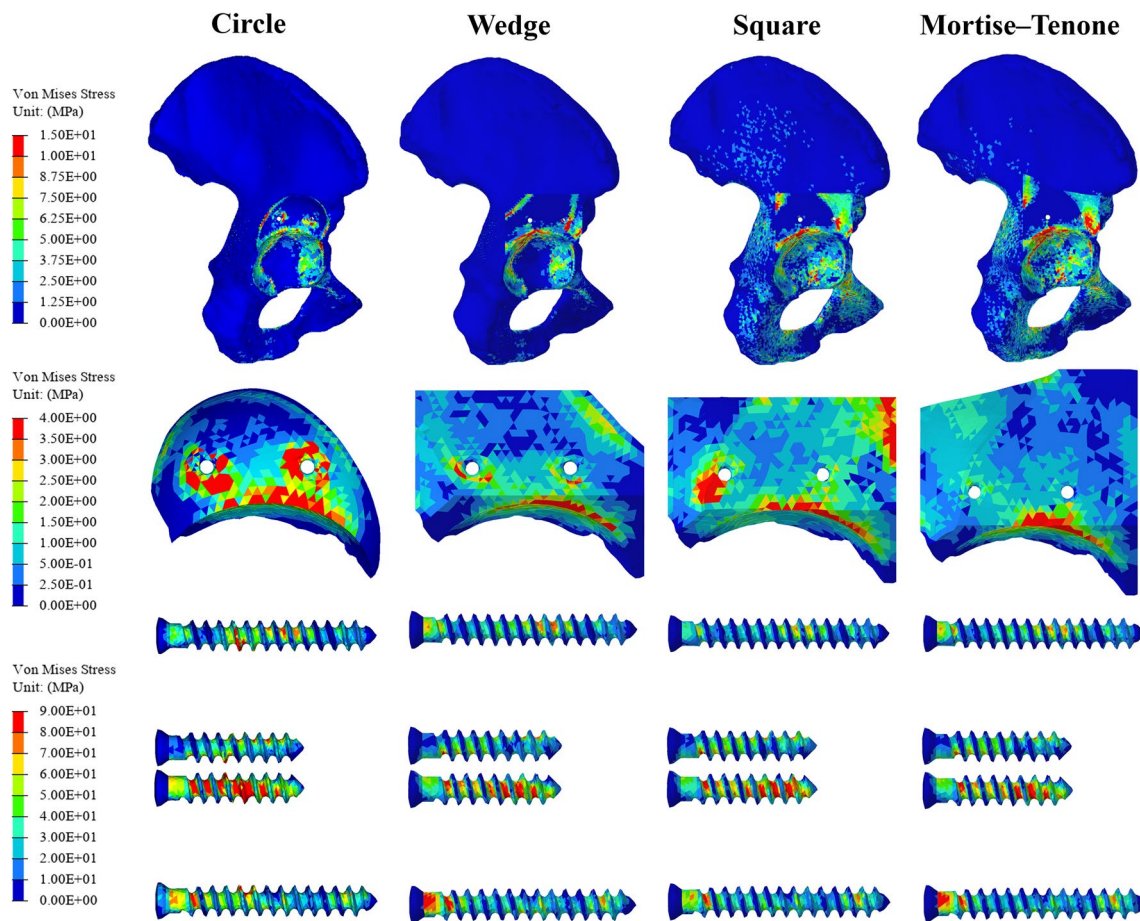 Circle Wedge Square Mortise–Tenone
Von Mises Stress
Unit: (MPa)
1.50E+01
1.00E+01
8.75E+00
7.50E+00
6.25E+00
5.00E+00
3.75E+00
2.50E+00
1.25E+00
0.00E+00
Von Mises Stress
Unit: (MPa)
4.00E+00
3.50E+00
3.00E+00
2.50E+00
2.00E+00
1.50E+00
1.00E+00
5.00E-01
2.50E-01
0.00E+00
Von Mises Stress
Unit: (MPa)
9.00E+01
8.00E+01
7.00E+01
6.00E+01
5.00E+01
4.00E+01
3.00E+01
2.00E+01
1.00E+01
0.00E+00